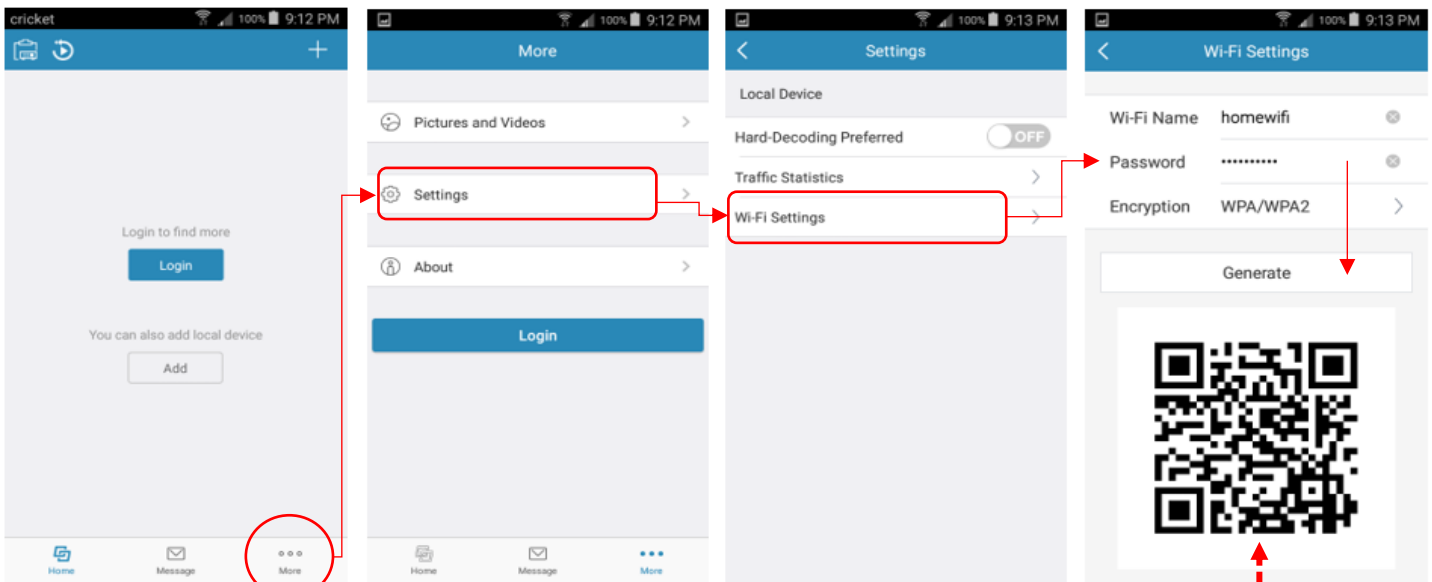 cricket 100% 9:12 PM
Login to find more
Login
You can also add local device
Add
Home Message More
100% 9:12 PM
More
Pictures and Videos
Settings
About
Login
Home Message More
100% 9:13 PM
Settings
Local Device
Hard-Decoding Preferred OFF
Traffic Statistics
Wi-Fi Settings
100% 9:13 PM
Wi-Fi Settings
Wi-Fi Name homewifi
Password ••••••••••
Encryption WPA/WPA2
Generate